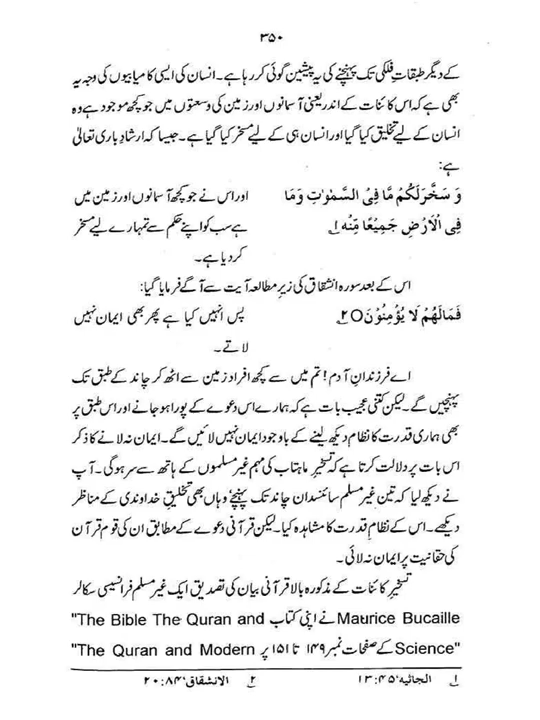 ۳۵۰
کے دیگر طبقاتِ فلکی تک پہنچنے کی یہ پیشین گوئی کر رہا ہے۔ انسان کی ایسی کامیابیوں کی وجہ یہ
بھی ہے کہ اس کائنات کے اندر یعنی آسمانوں اور زمین کی وسعتوں میں جو کچھ موجود ہے وہ
انسان کے لیے تخلیق کیا گیا اور انسان ہی کے لیے مسخر کیا گیا ہے۔ جیسا کہ ارشادِ باری تعالیٰ
ہے:
وَ سَخَّرَلَكُمْ مَّا فِى السَّمٰوٰتِ وَمَا اور اس نے جو کچھ آسمانوں اور زمین میں
فِى الْاَرْضِ جَمِيْعًا مِّنْهُ ۱؎ ہے سب کو اپنے حکم سے تمہارے لیے مسخر
کر دیا ہے۔
اس کے بعد سورہ انشقاق کی زیرِ مطالعہ آیت سے آگے فرمایا گیا:
فَمَالَهُمْ لَا يُؤْمِنُوْنَ○ ۲؎ پس انہیں کیا ہے پھر بھی ایمان نہیں
لاتے۔
اے فرزندانِ آدم! تم میں سے کچھ افراد زمین سے اٹھ کر چاند کے طبق تک
پہنچیں گے۔ لیکن کتنی عجیب بات ہے کہ ہمارے اس دعوے کے پورا ہو جانے اور اس طبق پر
بھی ہماری قدرت کا نظام دیکھ لینے کے باوجود ایمان نہیں لائیں گے۔ ایمان نہ لانے کا ذکر
اس بات پر دلالت کرتا ہے کہ تسخیرِ ماہتاب کی مہم غیر مسلموں کے ہاتھ سے سر ہو گی۔ آپ
نے دیکھ لیا کہ تین غیر مسلم سائنسدان چاند تک پہنچے‘ وہاں بھی تخلیقِ خداوندی کے مناظر
دیکھے۔ اس کے نظامِ قدرت کا مشاہدہ کیا۔ لیکن قرآنی دعوے کے مطابق ان کی قوم قرآن
کی حقانیت پر ایمان نہ لائی۔
تسخیرِ کائنات کے مذکورہ بالا قرآنی بیان کی تصدیق ایک غیر مسلم فرانسیسی سکالر
Maurice Bucaille نے اپنی کتاب "The Bible The Quran and
Science" کے صفحات نمبر ۱۴۹ تا ۱۵۱ پر "The Quran and Modern
۱؎ الجاثیہ‘ ۴۵:۱۳ ۲؎ الانشقاق‘ ۸۴:۲۰